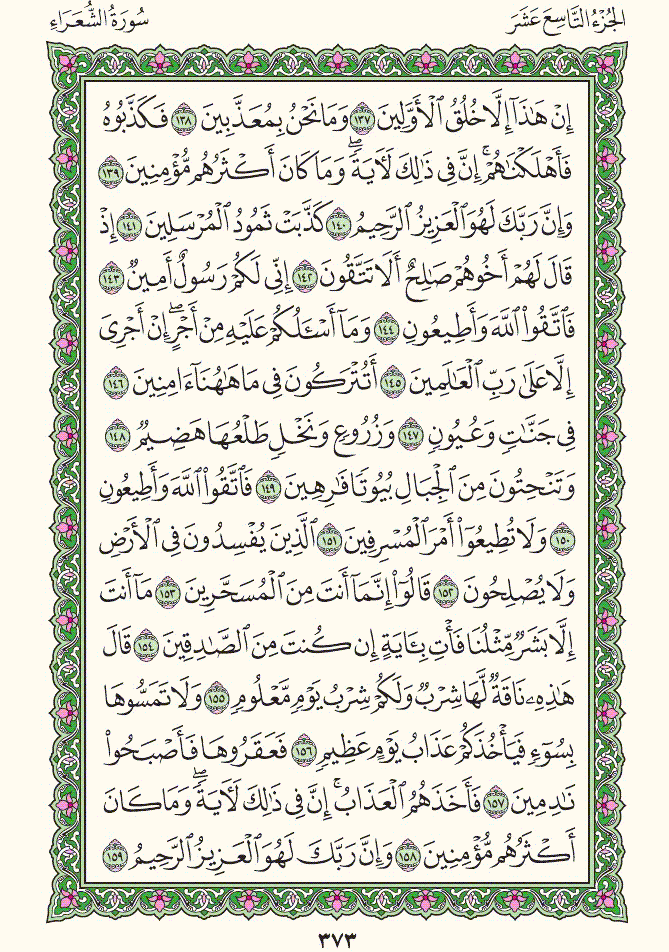 الجُزْءُ التَّاسِعَ عَشَرَ
سُورَةُ الشُّعَرَاءِ
إِنْ هَٰذَآ إِلَّا خُلُقُ ٱلْأَوَّلِينَ ١٣٧ وَمَا نَحْنُ بِمُعَذَّبِينَ ١٣٨ فَكَذَّبُوهُ
فَأَهْلَكْنَٰهُمْ ۚ إِنَّ فِى ذَٰلِكَ لَءَايَةً ۖ وَمَا كَانَ أَكْثَرُهُم مُّؤْمِنِينَ ١٣٩
وَإِنَّ رَبَّكَ لَهُوَ ٱلْعَزِيزُ ٱلرَّحِيمُ ١٤٠ كَذَّبَتْ ثَمُودُ ٱلْمُرْسَلِينَ ١٤١ إِذْ
قَالَ لَهُمْ أَخُوهُمْ صَٰلِحٌ أَلَا تَتَّقُونَ ١٤٢ إِنِّى لَكُمْ رَسُولٌ أَمِينٌ ١٤٣
فَٱتَّقُوا۟ ٱللَّهَ وَأَطِيعُونِ ١٤٤ وَمَآ أَسْـَٔلُكُمْ عَلَيْهِ مِنْ أَجْرٍ ۖ إِنْ أَجْرِىَ
إِلَّا عَلَىٰ رَبِّ ٱلْعَٰلَمِينَ ١٤٥ أَتُتْرَكُونَ فِى مَا هَٰهُنَآ ءَامِنِينَ ١٤٦
فِى جَنَّٰتٍ وَعُيُونٍ ١٤٧ وَزُرُوعٍ وَنَخْلٍ طَلْعُهَا هَضِيمٌ ١٤٨
وَتَنْحِتُونَ مِنَ ٱلْجِبَالِ بُيُوتًا فَٰرِهِينَ ١٤٩ فَٱتَّقُوا۟ ٱللَّهَ وَأَطِيعُونِ
١٥٠ وَلَا تُطِيعُوٓا۟ أَمْرَ ٱلْمُسْرِفِينَ ١٥١ ٱلَّذِينَ يُفْسِدُونَ فِى ٱلْأَرْضِ
وَلَا يُصْلِحُونَ ١٥٢ قَالُوٓا۟ إِنَّمَآ أَنتَ مِنَ ٱلْمُسَحَّرِينَ ١٥٣ مَآ أَنتَ
إِلَّا بَشَرٌ مِّثْلُنَا فَأْتِ بِـَٔايَةٍ إِن كُنتَ مِنَ ٱلصَّٰدِقِينَ ١٥٤ قَالَ
هَٰذِهِۦ نَاقَةٌ لَّهَا شِرْبٌ وَلَكُمْ شِرْبُ يَوْمٍ مَّعْلُومٍ ١٥٥ وَلَا تَمَسُّوهَا
بِسُوٓءٍ فَيَأْخُذَكُمْ عَذَابُ يَوْمٍ عَظِيمٍ ١٥٦ فَعَقَرُوهَا فَأَصْبَحُوا۟
نَٰدِمِينَ ١٥٧ فَأَخَذَهُمُ ٱلْعَذَابُ ۗ إِنَّ فِى ذَٰلِكَ لَءَايَةً ۖ وَمَا كَانَ
أَكْثَرُهُم مُّؤْمِنِينَ ١٥٨ وَإِنَّ رَبَّكَ لَهُوَ ٱلْعَزِيزُ ٱلرَّحِيمُ ١٥٩
٣٧٣